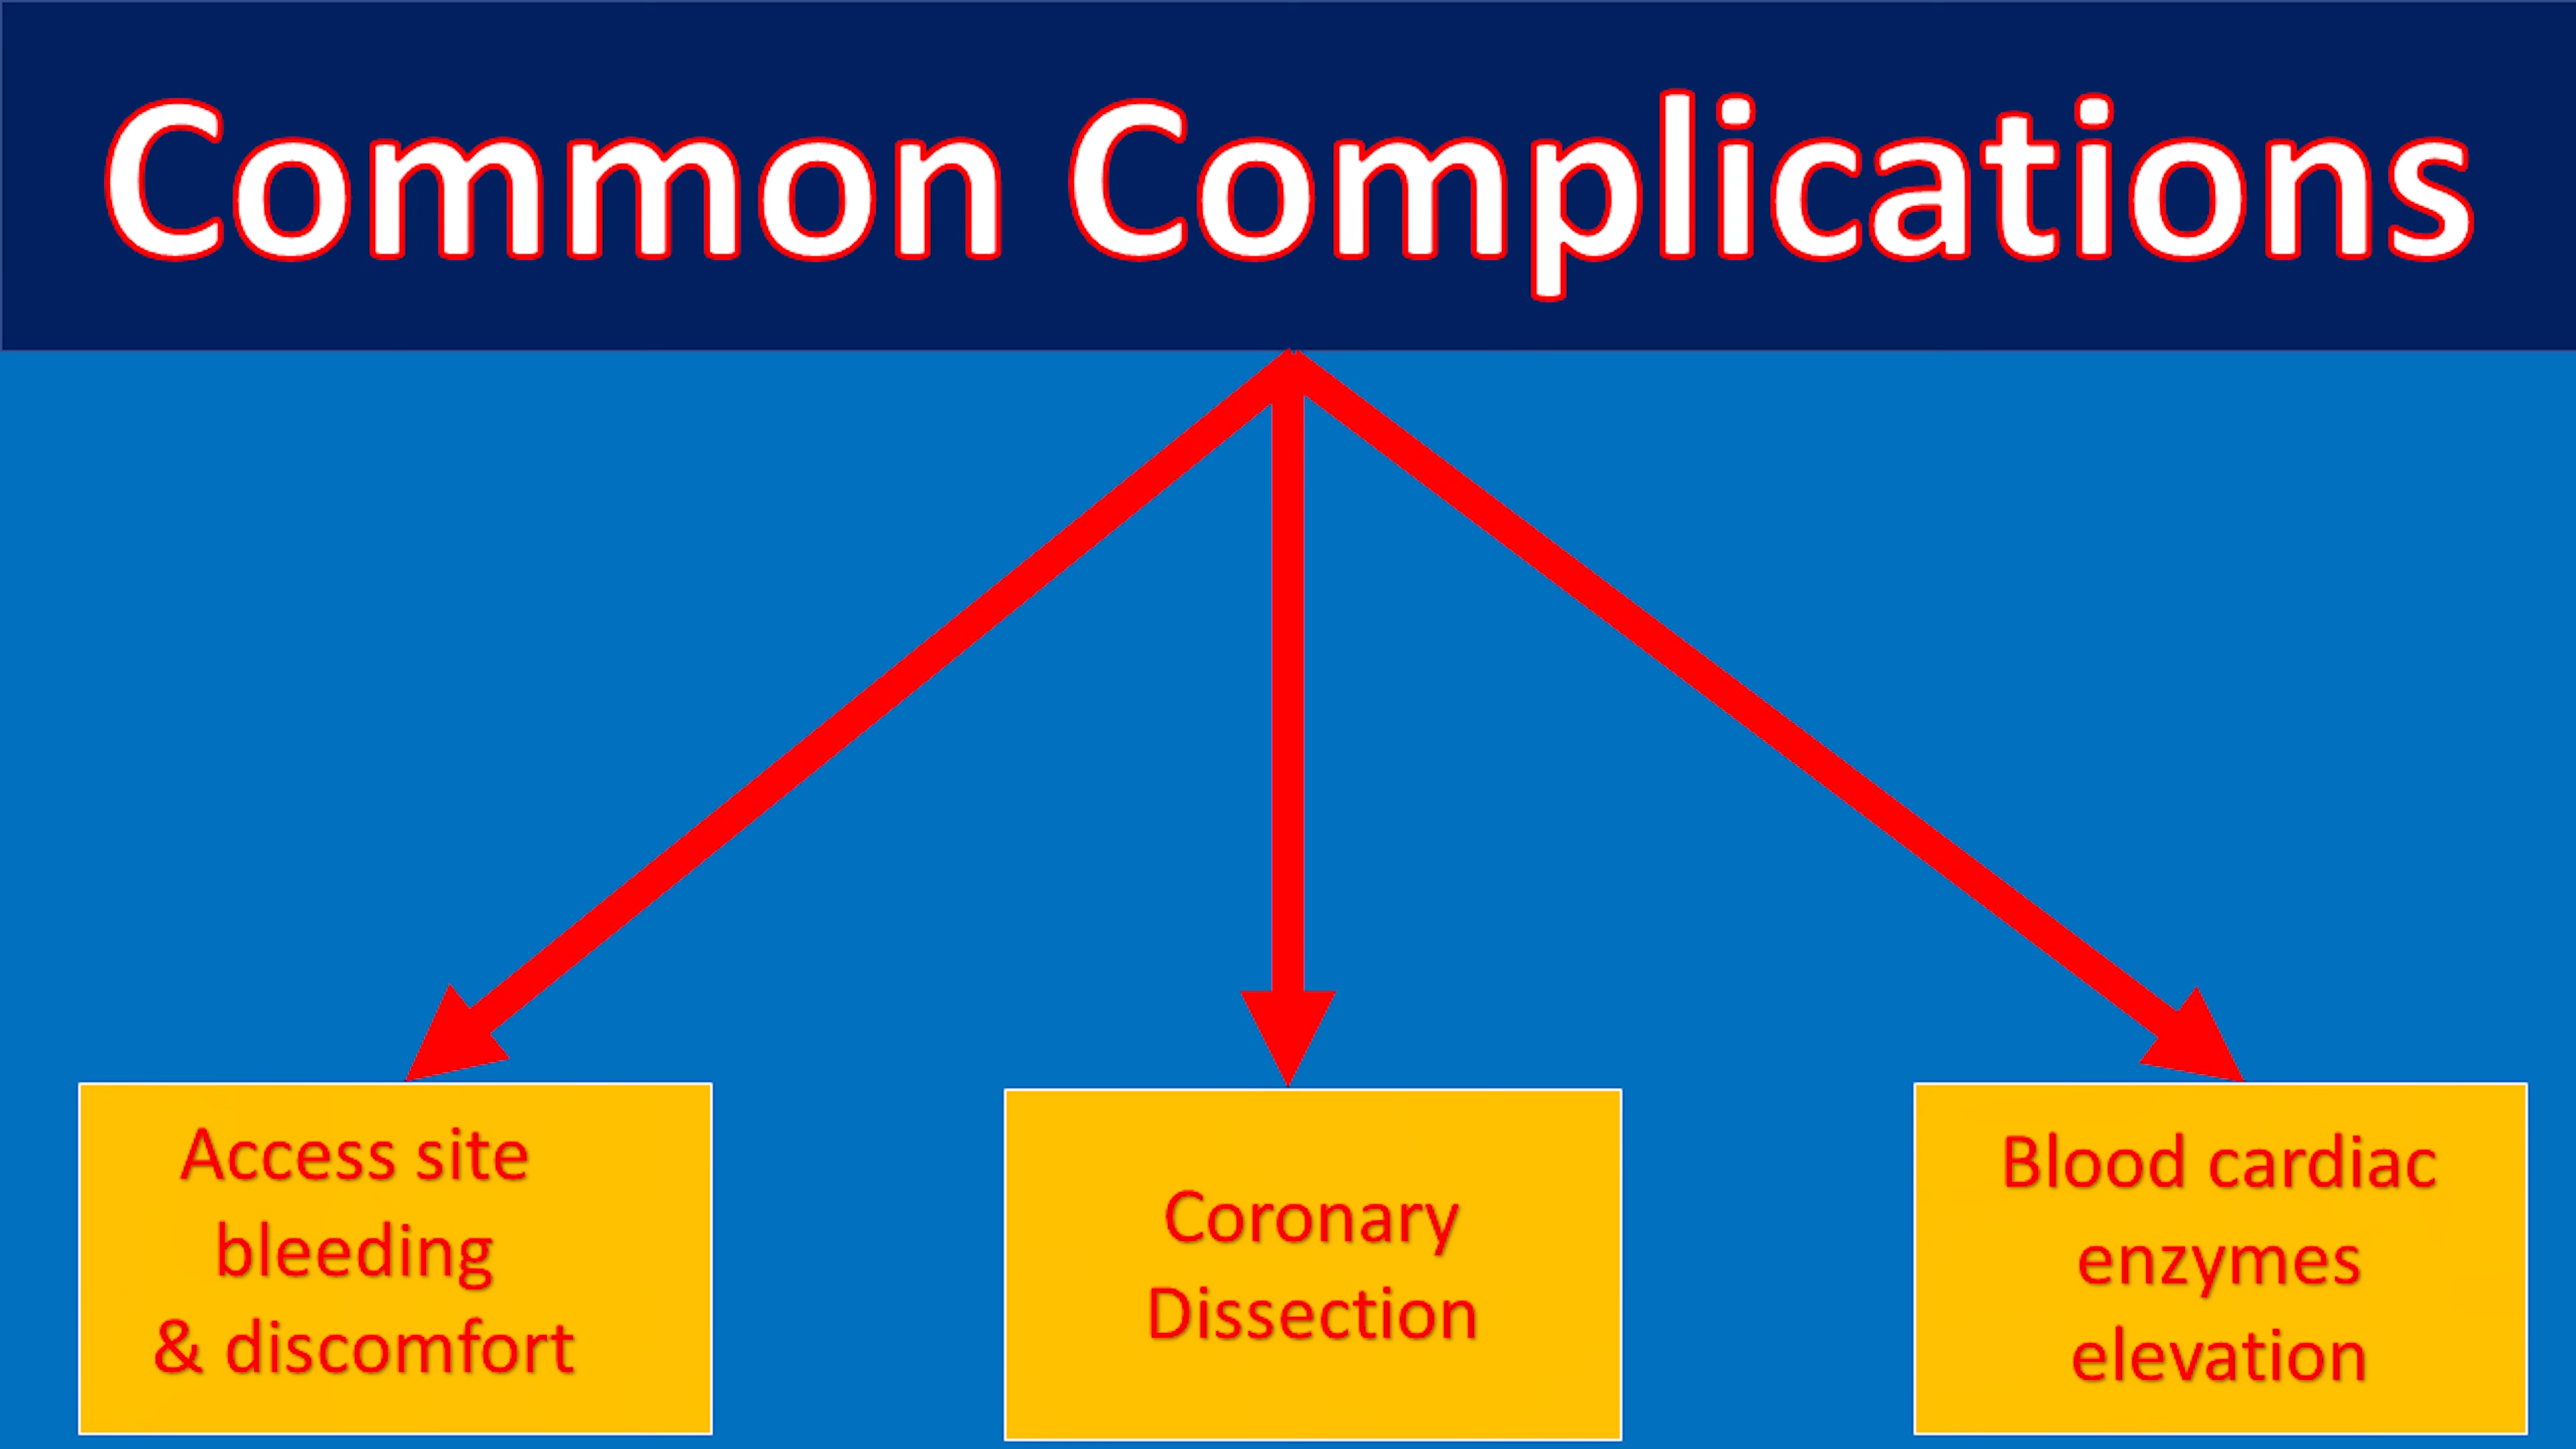 Common Complications
Access site
bleeding
& discomfort
Coronary
Dissection
Blood cardiac
enzymes
elevation